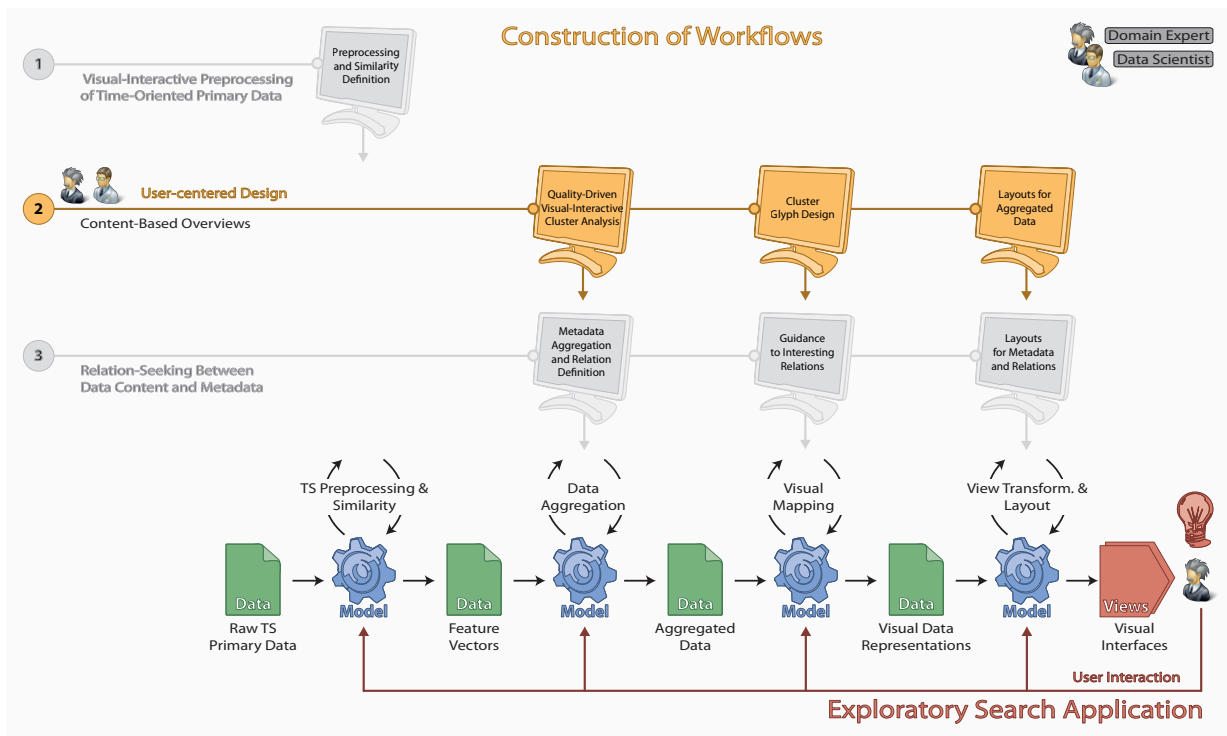 Construction of Workflows
Domain Expert
Data Scientist
1
Visual-Interactive Preprocessing
of Time-Oriented Primary Data
Preprocessing
and Similarity
Definition
2
User-centered Design
Content-Based Overviews
Quality-Driven
Visual-Interactive
Cluster Analysis
Cluster
Glyph Design
Layouts for
Aggregated
Data
3
Relation-Seeking Between
Data Content and Metadata
Metadata
Aggregation
and Relation
Definition
Guidance
to Interesting
Relations
Layouts
for Metadata
and Relations
TS Preprocessing &
Similarity
Data
Aggregation
Visual
Mapping
View Transform. &
Layout
Data
Raw TS
Primary Data
Model
Data
Feature
Vectors
Model
Data
Aggregated
Data
Model
Data
Visual Data
Representations
Model
Views
Visual
Interfaces
User Interaction
Exploratory Search Application